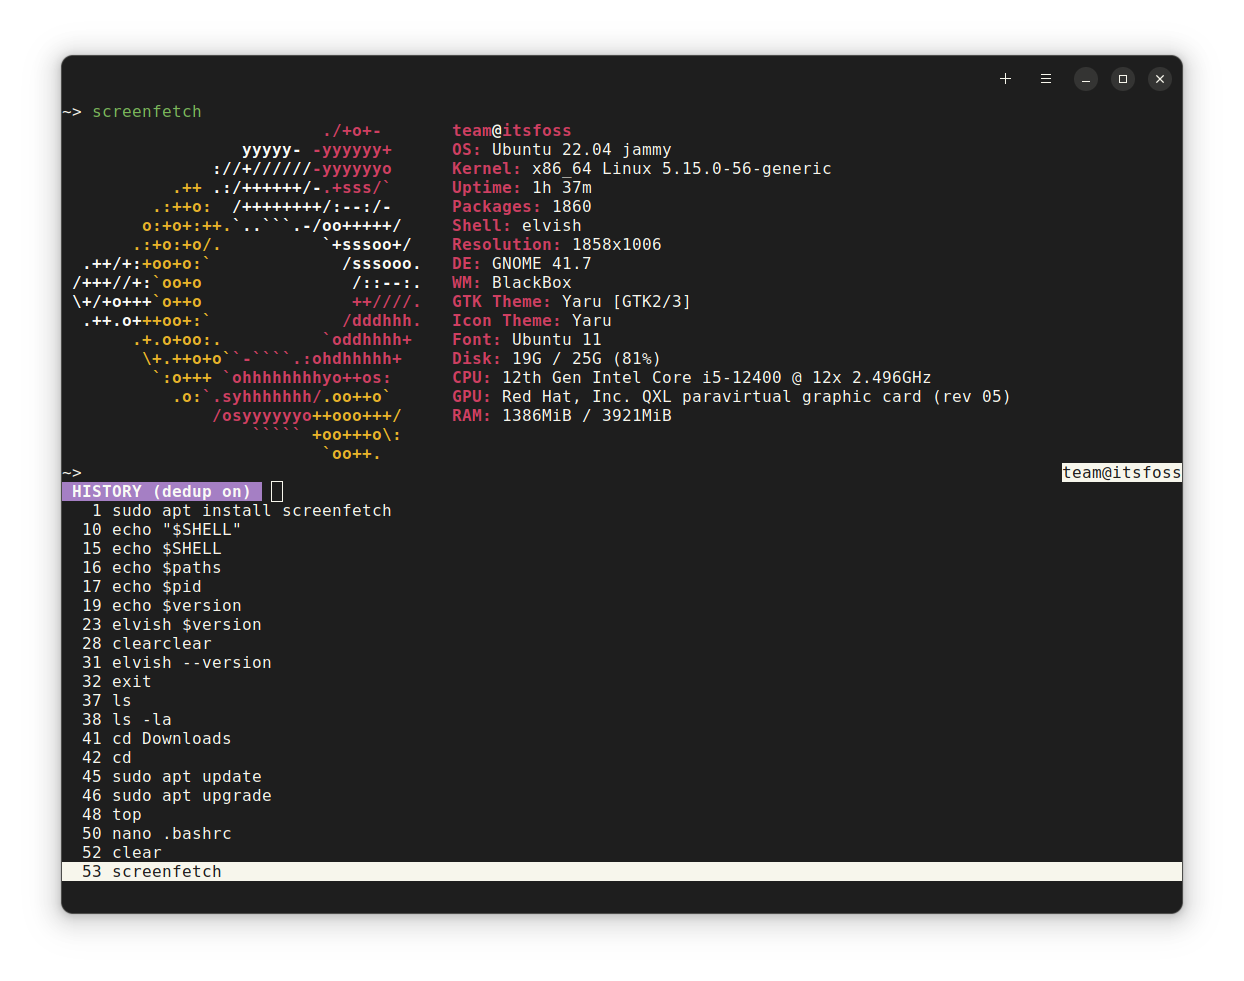 ~> screenfetch
./+o+- team@itsfoss
yyyyy- -yyyyyy+ OS: Ubuntu 22.04 jammy
://+//////-yyyyyyo Kernel: x86_64 Linux 5.15.0-56-generic
.++ .:/++++++/-.+sss/` Uptime: 1h 37m
.:++o: /++++++++/:--:/- Packages: 1860
o:+o+:++.`..```.-/oo+++++/ Shell: elvish
.:+o:+o/. `+sssoo+/ Resolution: 1858x1006
.++/+:+oo+o:` /sssooo. DE: GNOME 41.7
/+++//+:`oo+o /::--:. WM: BlackBox
\+/+o+++`o++o ++////. GTK Theme: Yaru [GTK2/3]
.++.o+++oo+:` /dddhhh. Icon Theme: Yaru
.+.o+oo:. `oddhhhh+ Font: Ubuntu 11
\+.++o+o``-````.:ohdhhhhh+ Disk: 19G / 25G (81%)
`:o+++ `ohhhhhhhhyo++os: CPU: 12th Gen Intel Core i5-12400 @ 12x 2.496GHz
.o:`.syhhhhhhh/.oo++o` GPU: Red Hat, Inc. QXL paravirtual graphic card (rev 05)
/osyyyyyyo++ooo+++/ RAM: 1386MiB / 3921MiB
````` +oo+++o\:
`oo++.
~> team@itsfoss
HISTORY (dedup on)
1 sudo apt install screenfetch
10 echo "$SHELL"
15 echo $SHELL
16 echo $paths
17 echo $pid
19 echo $version
23 elvish $version
28 clearclear
31 elvish --version
32 exit
37 ls
38 ls -la
41 cd Downloads
42 cd
45 sudo apt update
46 sudo apt upgrade
48 top
50 nano .bashrc
52 clear
53 screenfetch